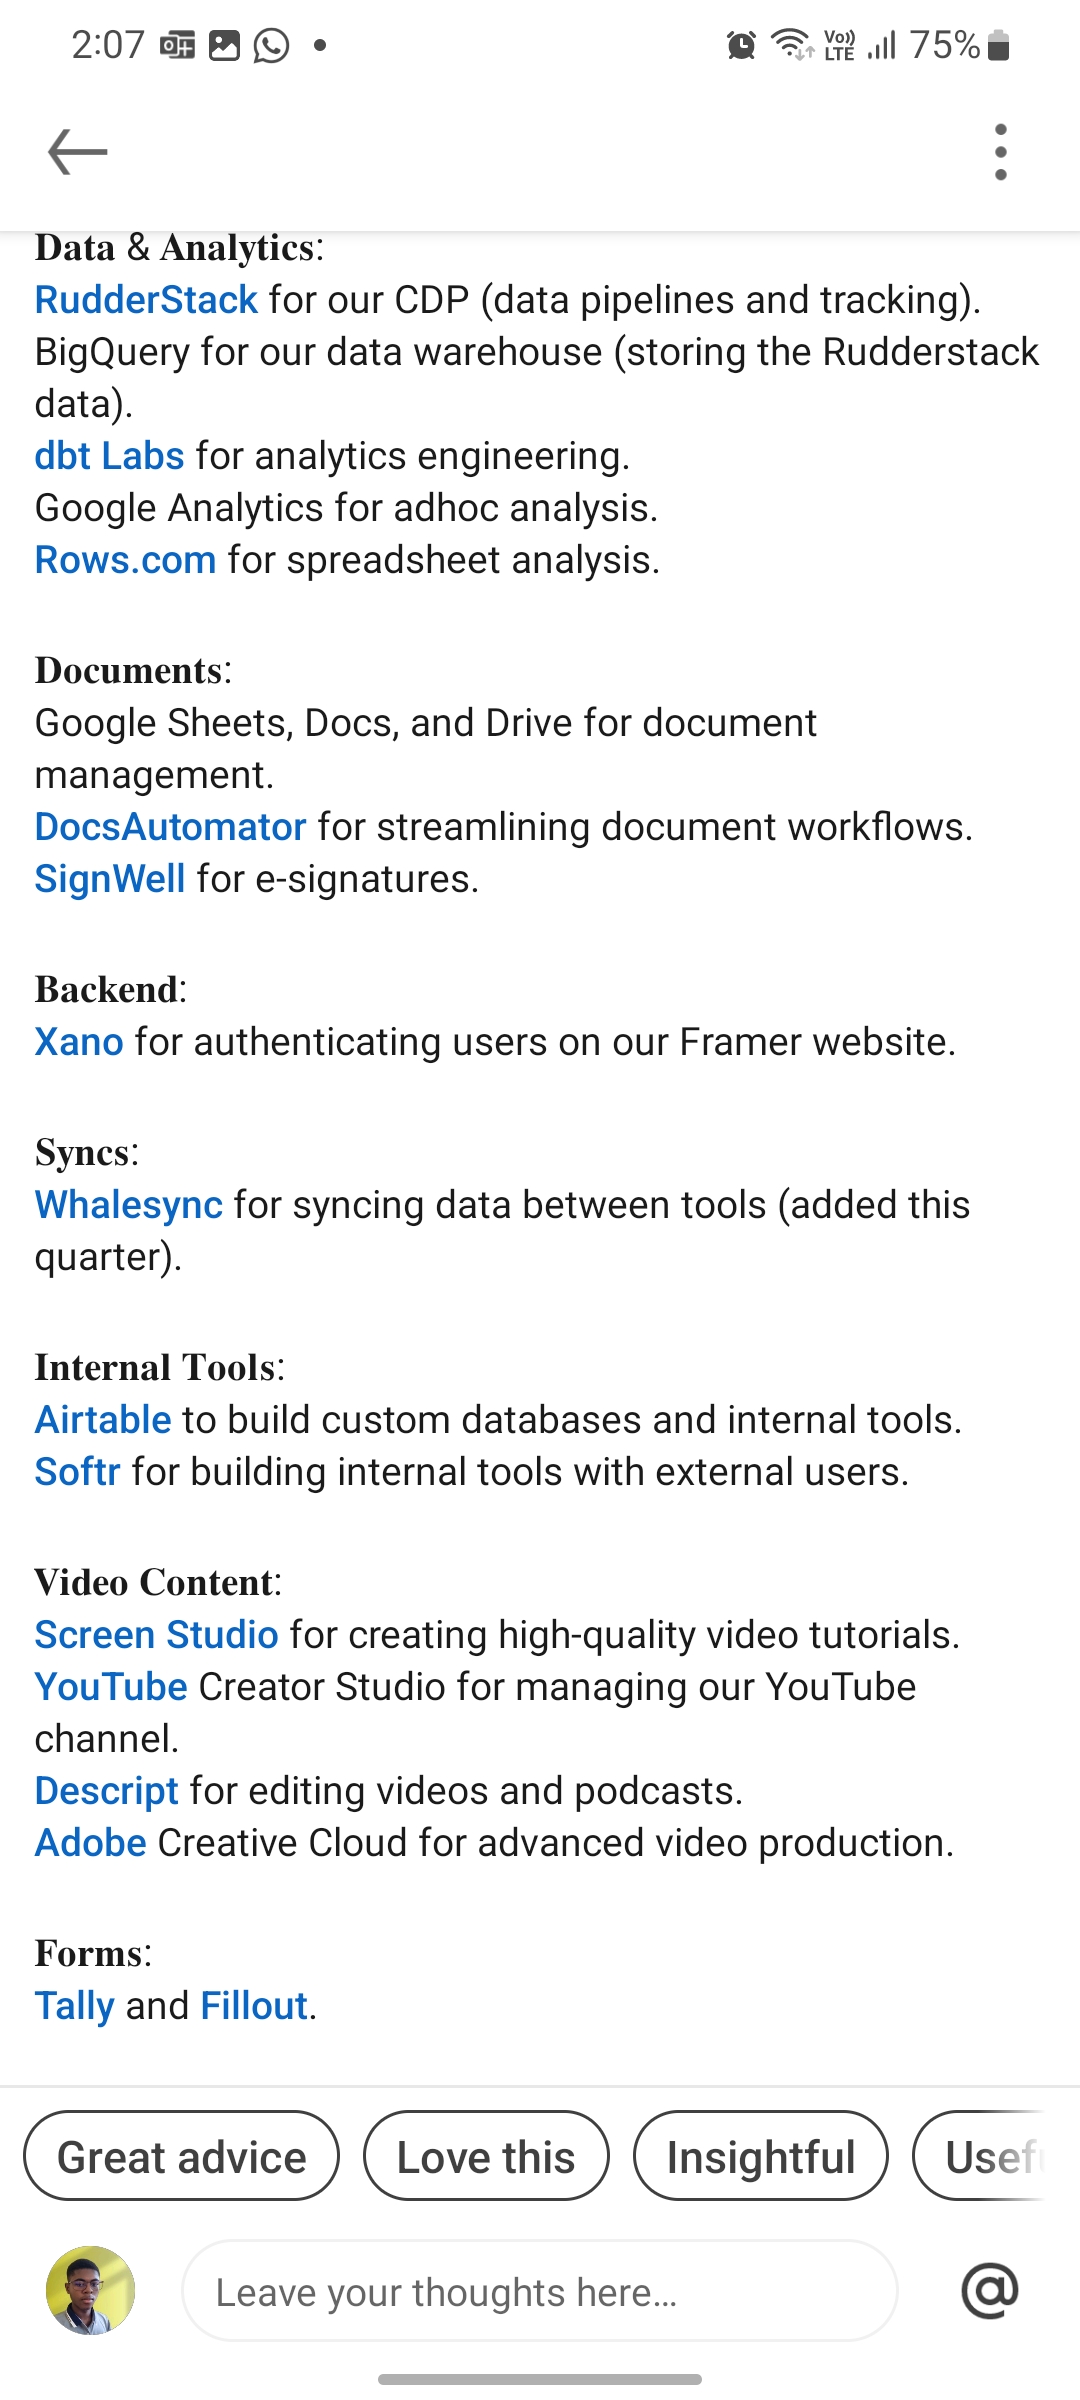 2:07
Vo))
LTE
75%
Data & Analytics:
RudderStack for our CDP (data pipelines and tracking).
BigQuery for our data warehouse (storing the Rudderstack
data).
dbt Labs for analytics engineering.
Google Analytics for adhoc analysis.
Rows.com for spreadsheet analysis.
Documents:
Google Sheets, Docs, and Drive for document
management.
DocsAutomator for streamlining document workflows.
SignWell for e-signatures.
Backend:
Xano for authenticating users on our Framer website.
Syncs:
Whalesync for syncing data between tools (added this
quarter).
Internal Tools:
Airtable to build custom databases and internal tools.
Softr for building internal tools with external users.
Video Content:
Screen Studio for creating high-quality video tutorials.
YouTube Creator Studio for managing our YouTube
channel.
Descript for editing videos and podcasts.
Adobe Creative Cloud for advanced video production.
Forms:
Tally and Fillout.
Great advice Love this Insightful Usef
Leave your thoughts here...
@